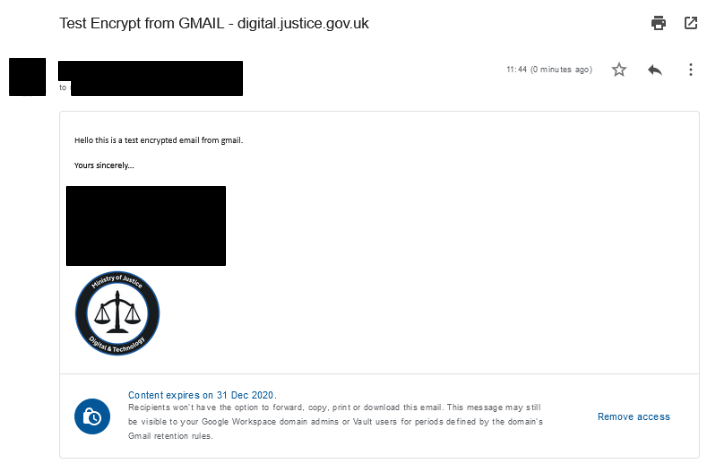 Test Encrypt from GMAIL - digital.justice.gov.uk
11:44 (0 minutes ago)
to
Hello this is a test encrypted email from gmail.
Yours sincerely...
Ministry of Justice
Digital & Technology
Content expires on 31 Dec 2020.
Recipients won't have the option to forward, copy, print or download this email. This message may still
be visible to your Google Workspace domain admins or Vault users for periods defined by the domain's
Gmail retention rules.
Remove access